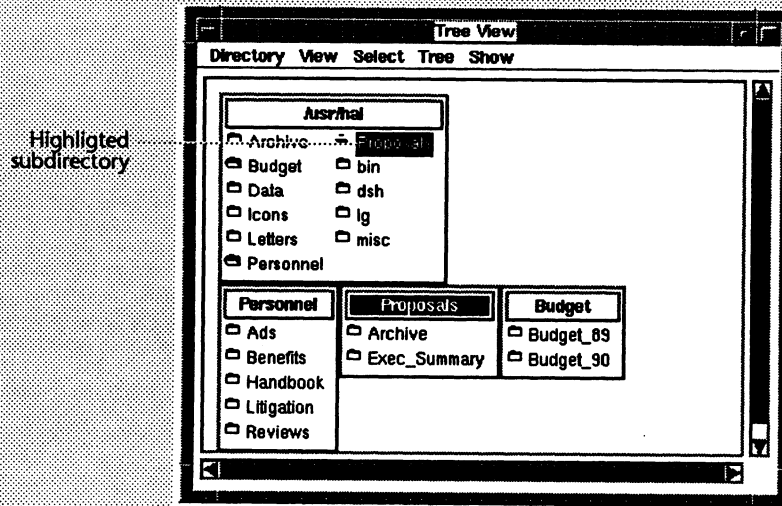 Tree View
Directory View Select Tree Show
/usr/hal
Highligted
subdirectory
Archive Proposals
Budget bin
Data dsh
Icons lg
Letters misc
Personnel
Personnel Proposals Budget
Ads Archive Budget_89
Benefits Exec_Summary Budget_90
Handbook
Litigation
Reviews